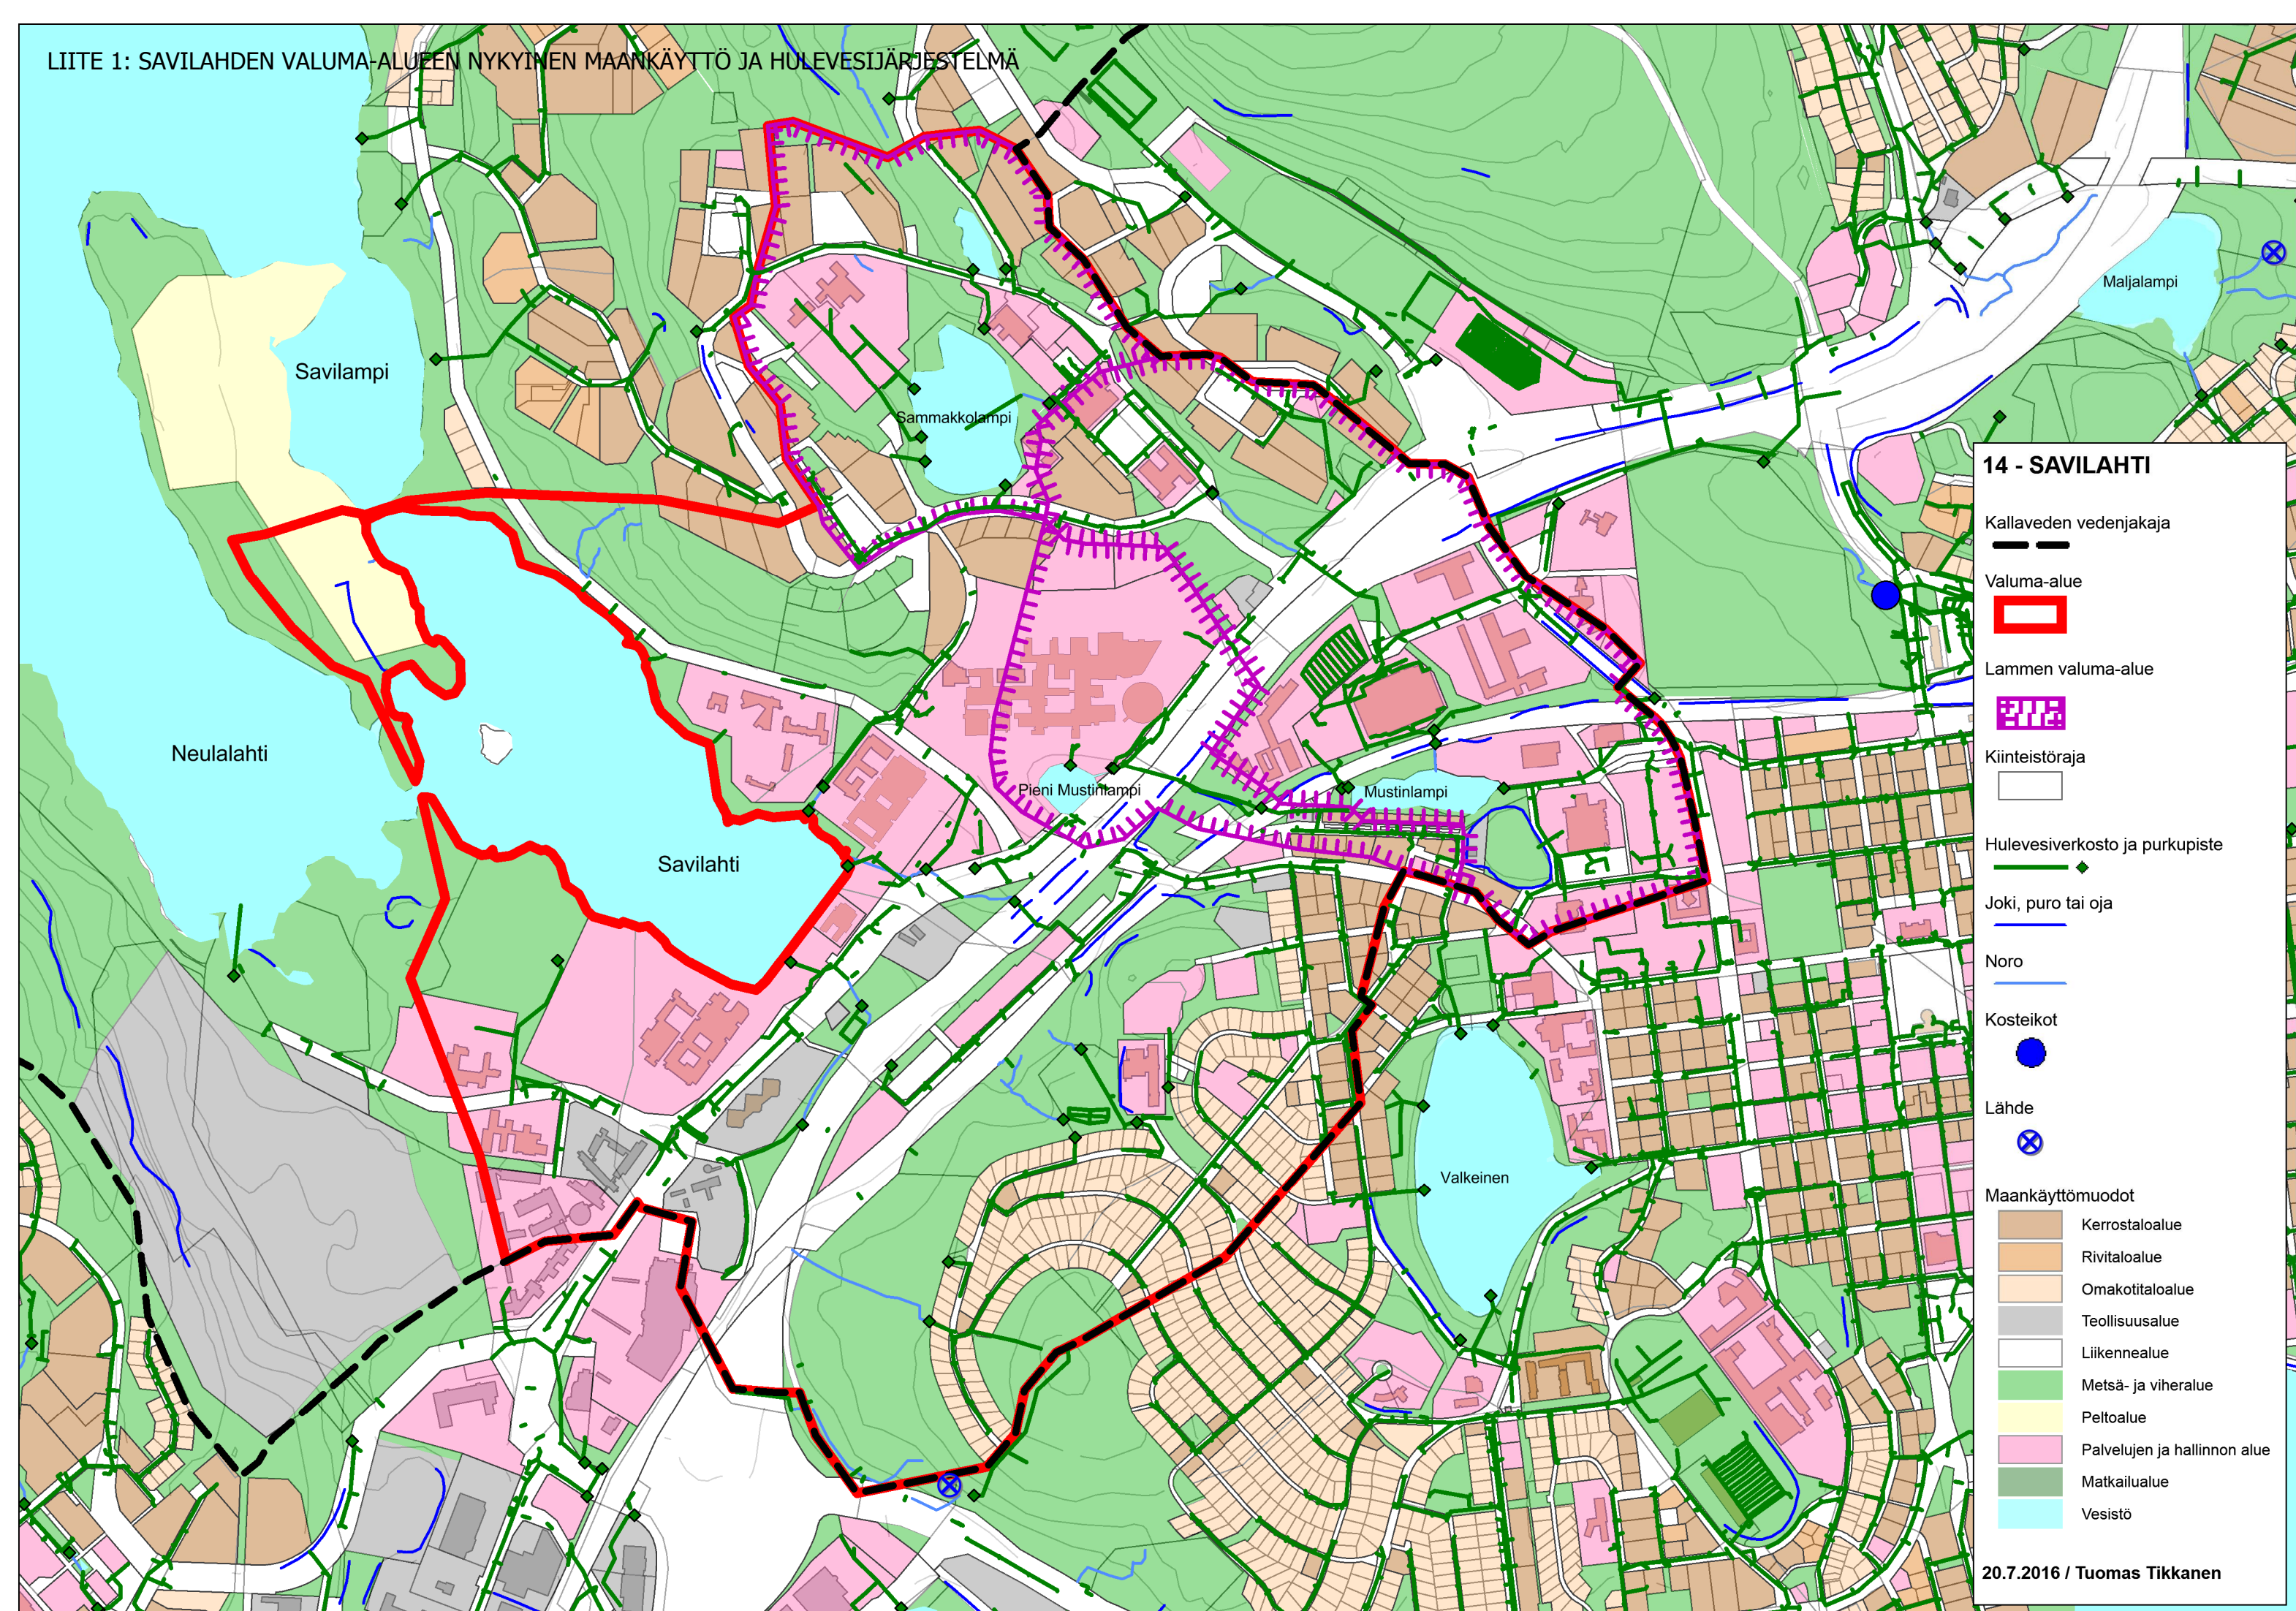 LIITE 1: SAVILAHDEN VALUMA-ALUEEN NYKYINEN MAANKÄYTTÖ JA HULEVESIJÄRJESTELMÄ
Maljalampi
Savilampi
Sammakkolampi
Neulalahti
Pieni Mustinlampi
Mustinlampi
Savilahti
Valkeinen
14 - SAVILAHTI
Kallaveden vedenjakaja
Valuma-alue
Lammen valuma-alue
Kiinteistöraja
Hulevesiverkosto ja purkupiste
Joki, puro tai oja
Noro
Kosteikot
Lähde
Maankäyttömuodot
Kerrostaloalue
Rivitaloalue
Omakotitaloalue
Teollisuusalue
Liikennealue
Metsä- ja viheralue
Peltoalue
Palvelujen ja hallinnon alue
Matkailualue
Vesistö
20.7.2016 / Tuomas Tikkanen